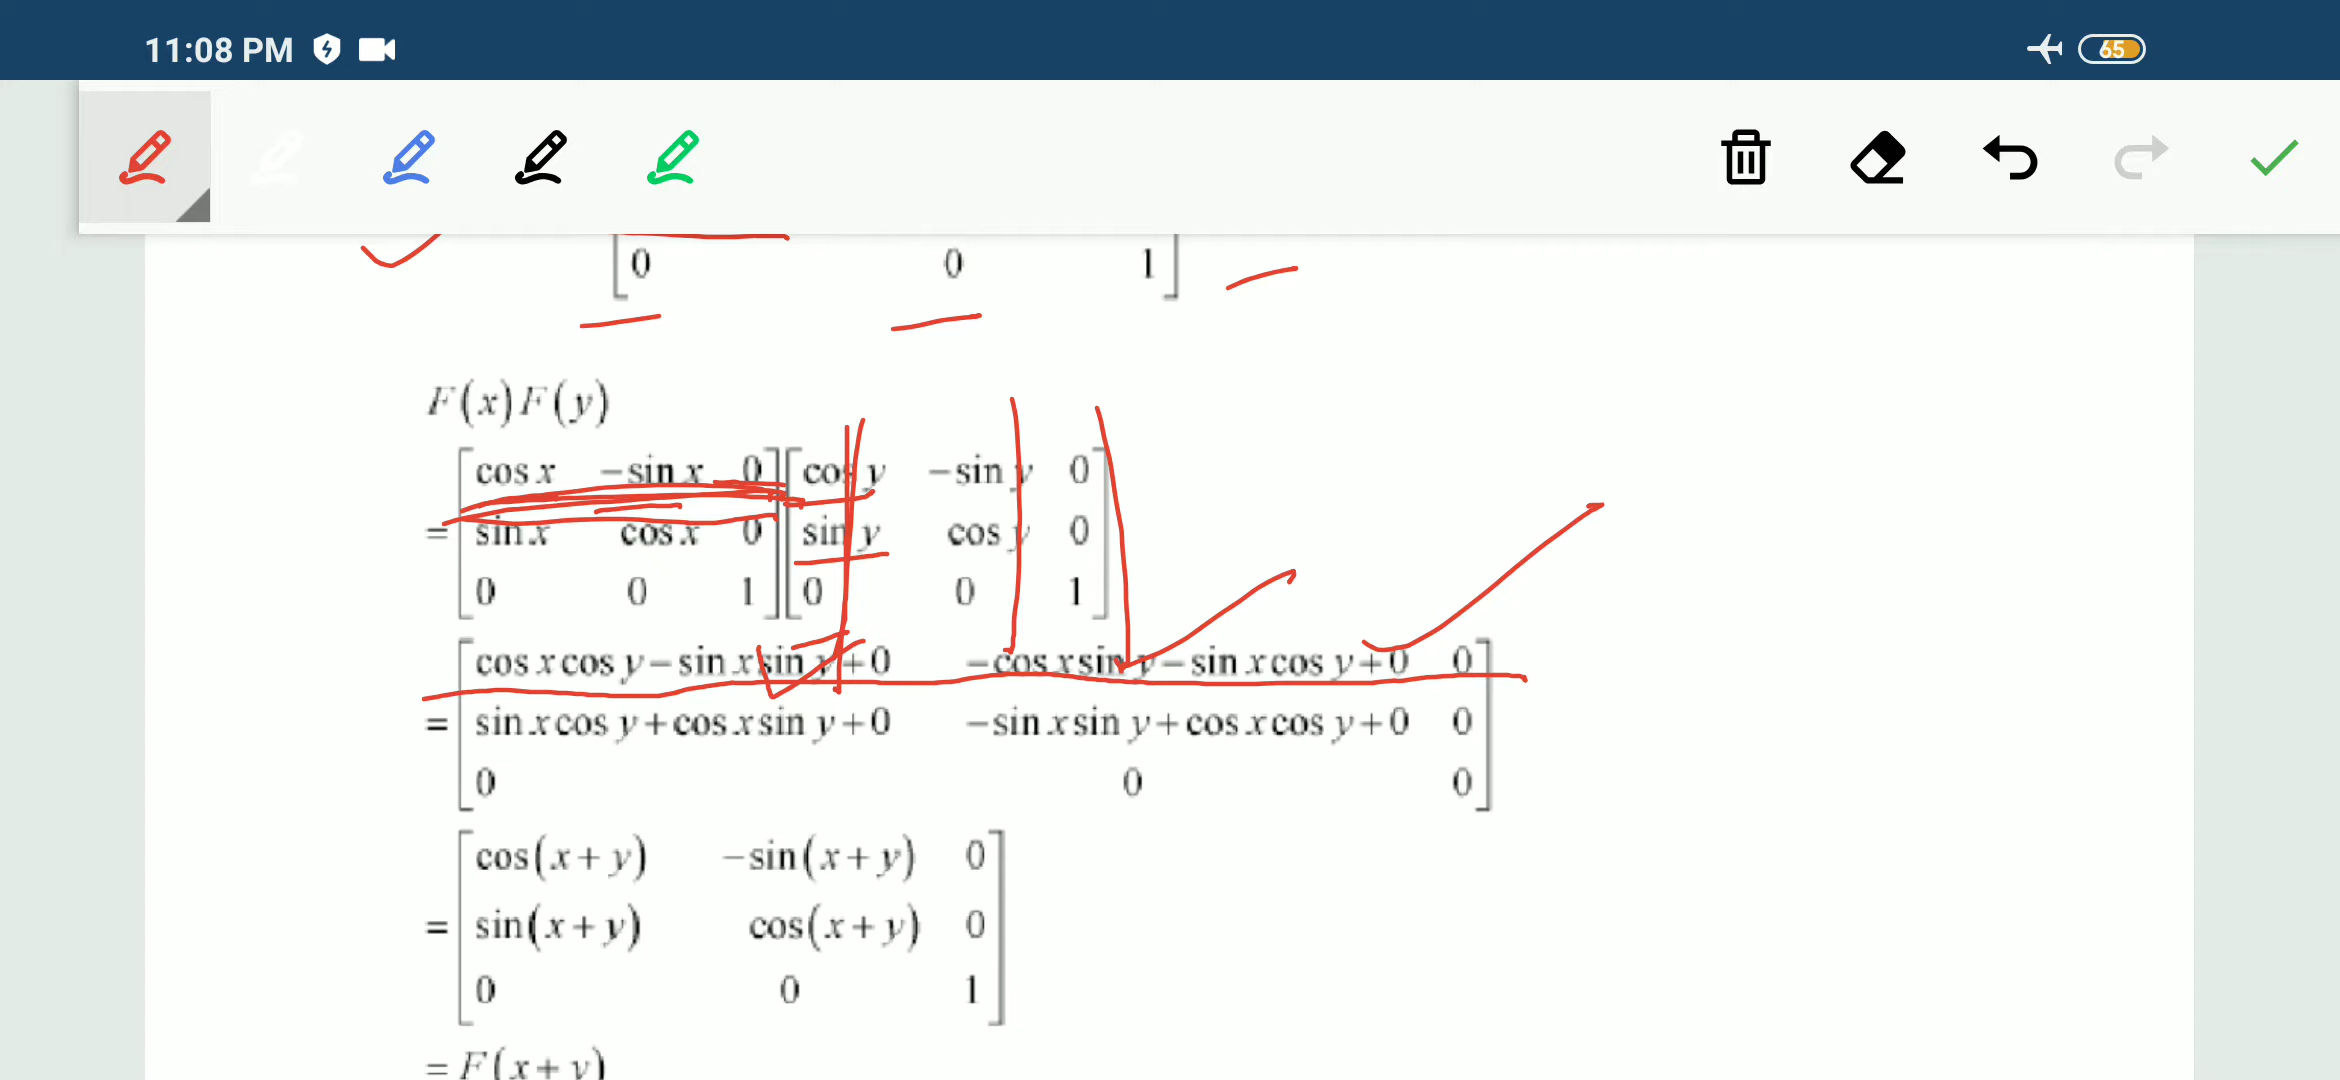 11:08 PM 65
0 0 1
F(x)F(y)
cos x −sin x 0 cos y −sin y 0
= sin x cos x 0 sin y cos y 0
0 0 1 0 0 1
cos x cos y − sin x sin y + 0 −cos x sin y − sin x cos y + 0 0
= sin x cos y + cos x sin y + 0 −sin x sin y + cos x cos y + 0 0
0 0 0
cos(x + y) −sin(x + y) 0
= sin(x + y) cos(x + y) 0
0 0 1
= F(x + y)